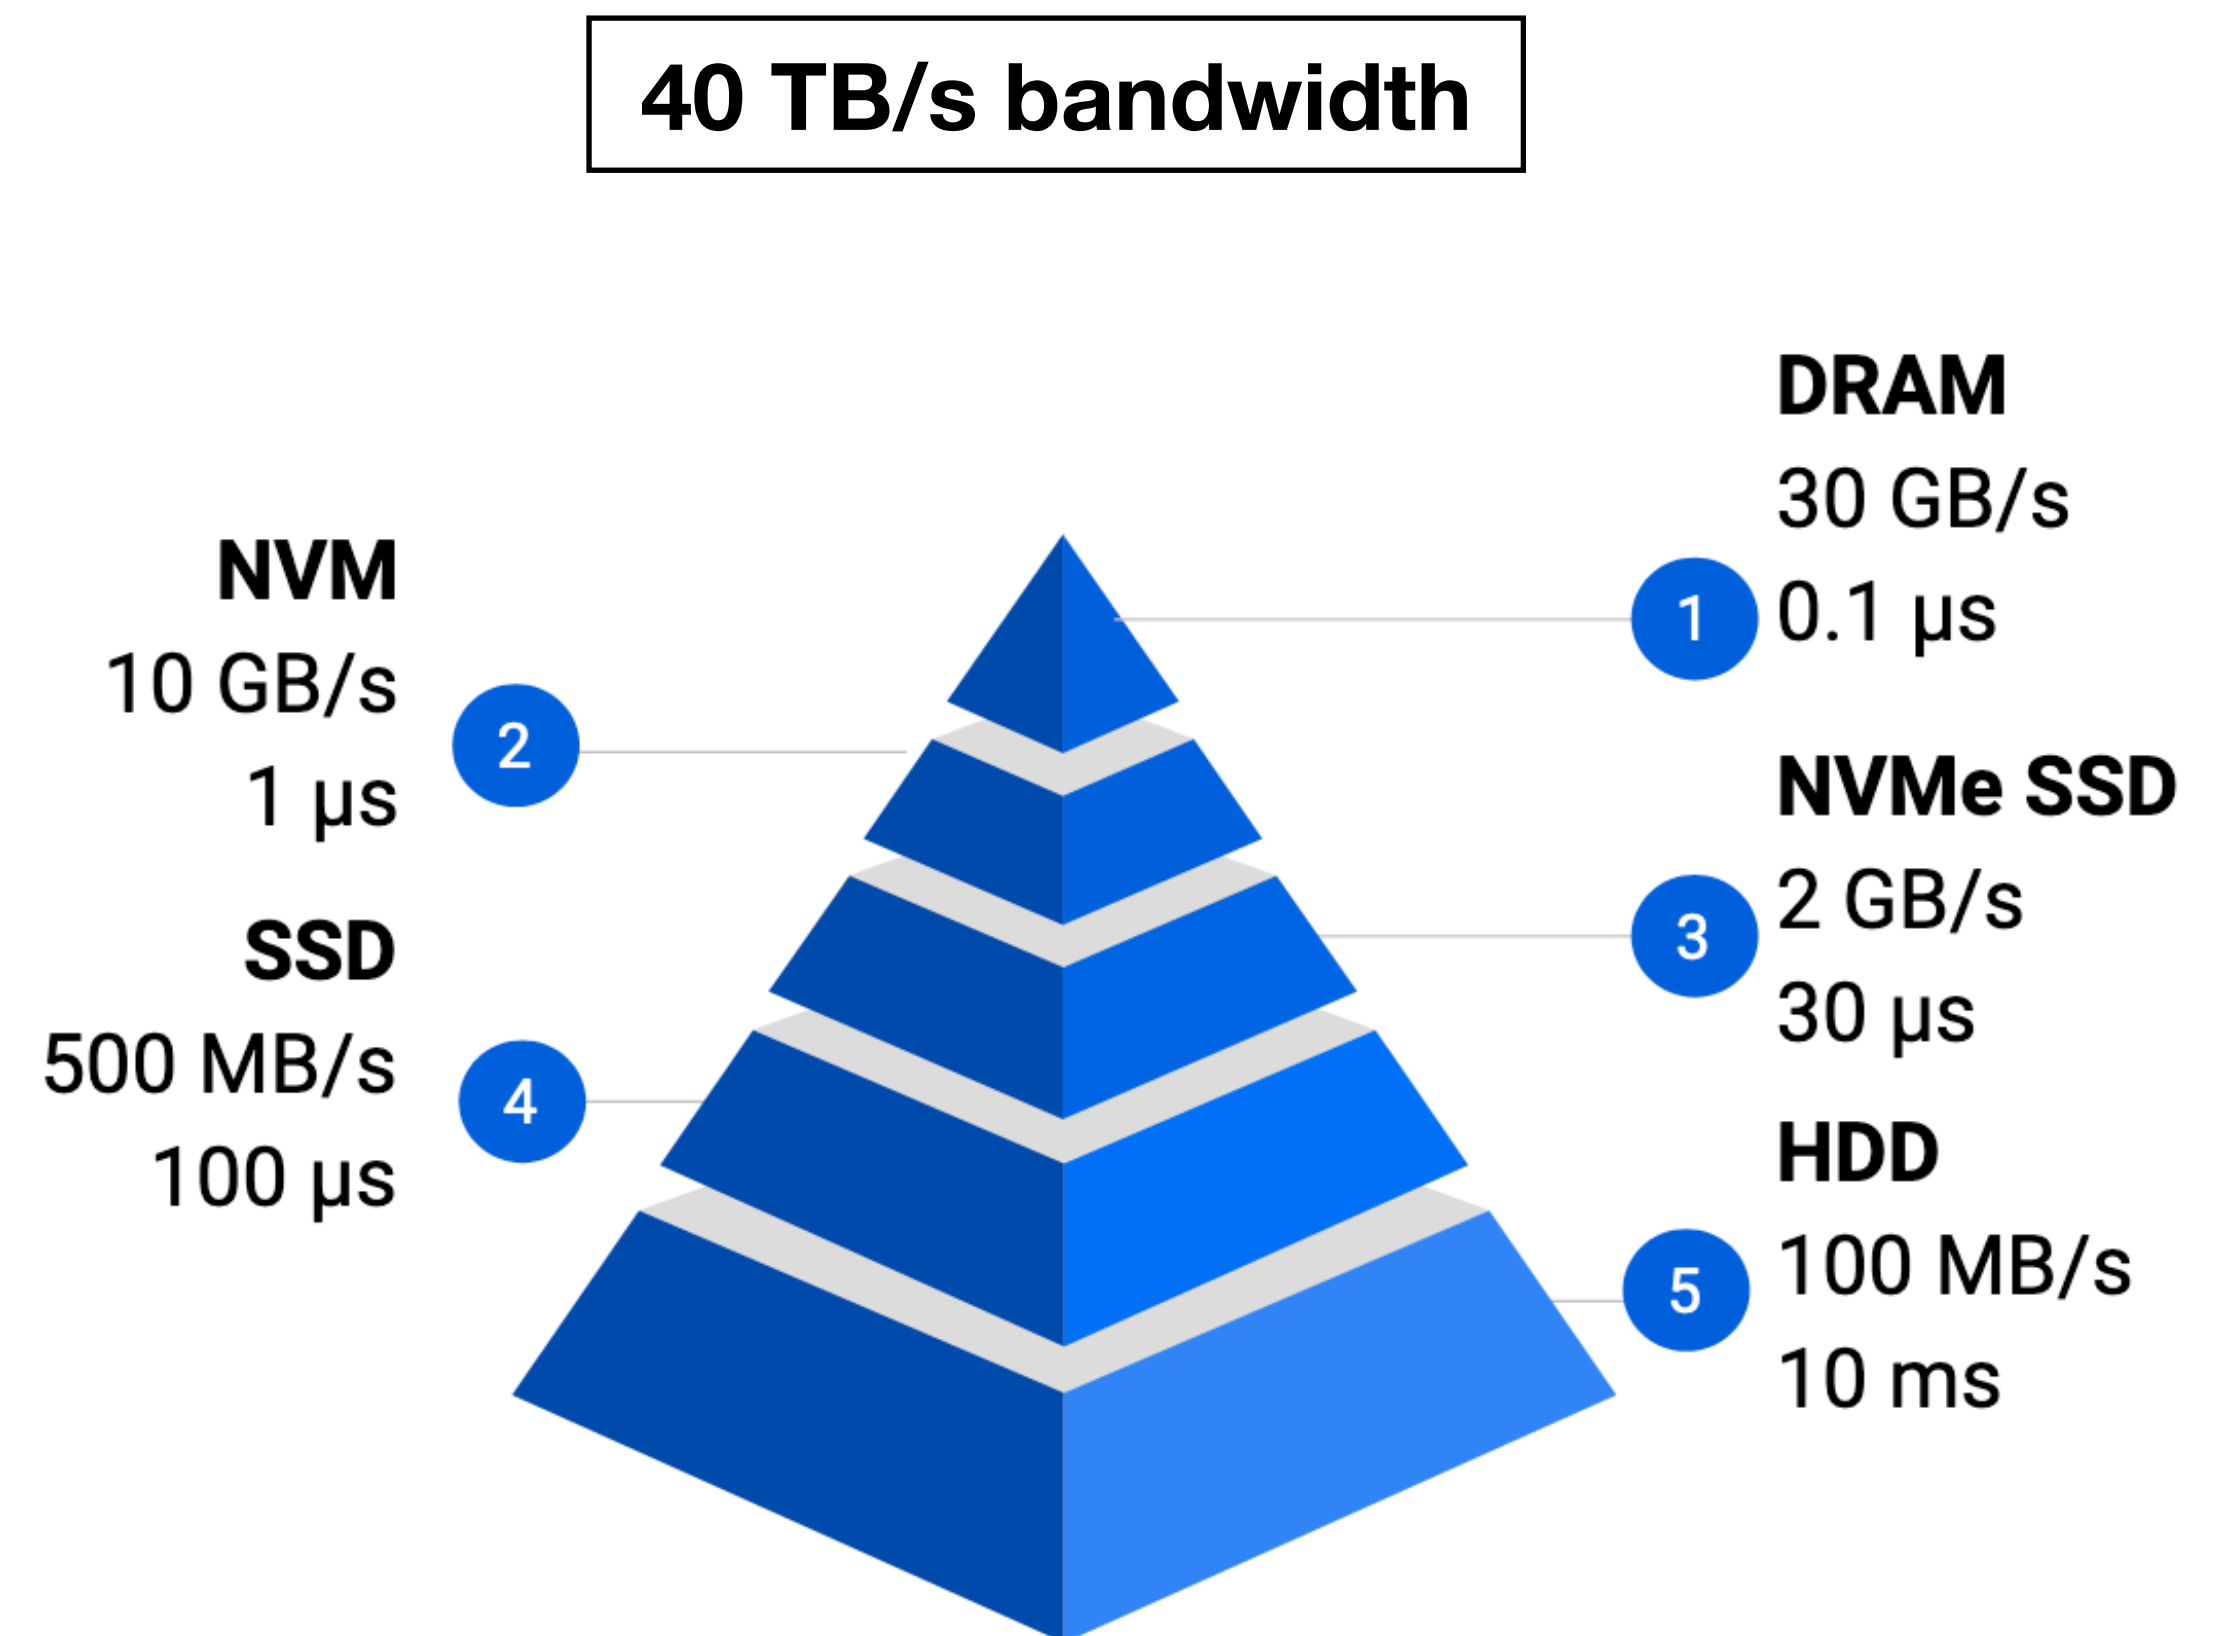 40 TB/s bandwidth
DRAM
30 GB/s
0.1 µs
1
NVM
10 GB/s
1 µs
2
NVMe SSD
2 GB/s
30 µs
3
SSD
500 MB/s
100 µs
4
HDD
100 MB/s
10 ms
5